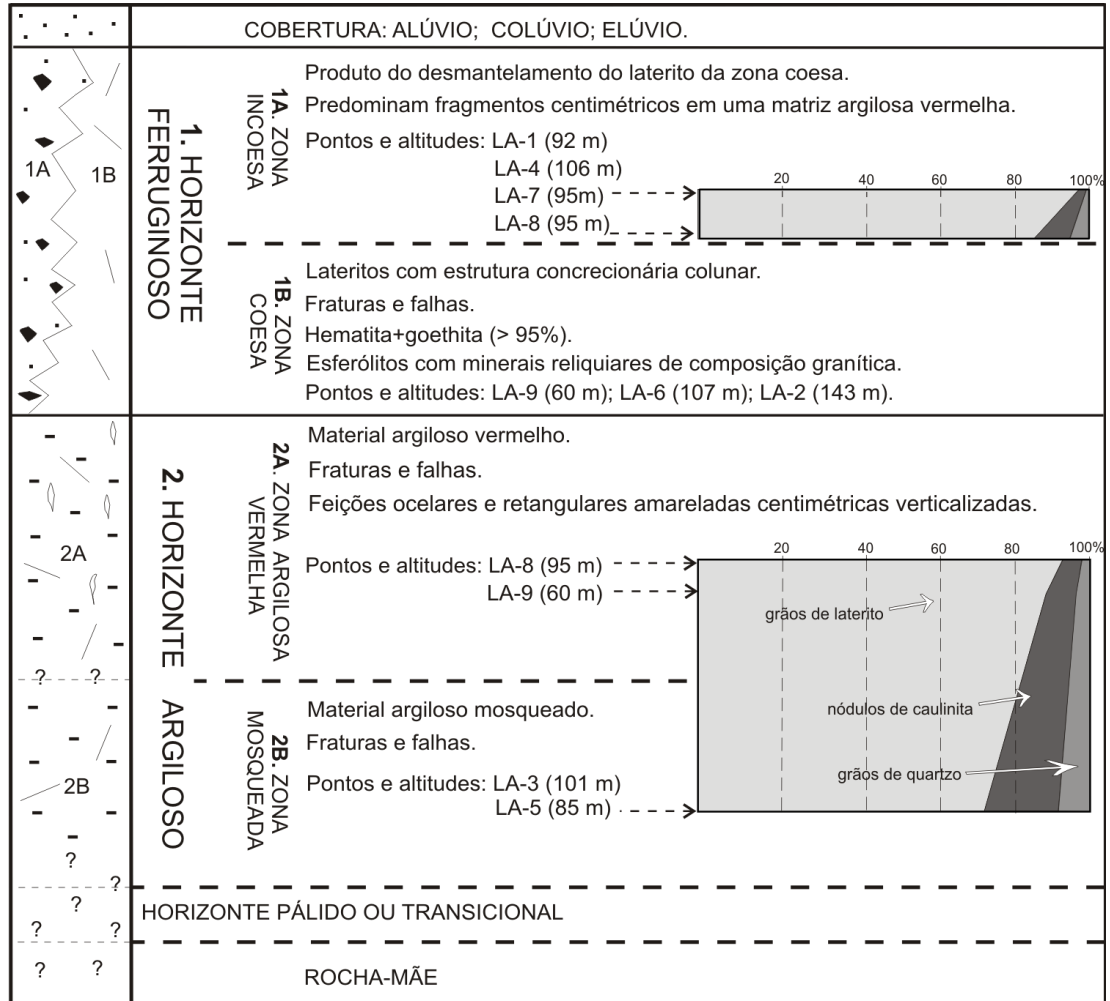 COBERTURA: ALÚVIO; COLÚVIO; ELÚVIO.
1A
1B
1. HORIZONTE
FERRUGINOSO
1A. ZONA
INCOESA
Produto do desmantelamento do laterito da zona coesa.
Predominam fragmentos centimétricos em uma matriz argilosa vermelha.
Pontos e altitudes: LA-1 (92 m)
LA-4 (106 m)
LA-7 (95m)
LA-8 (95 m)
20 40 60 80 100%
1B. ZONA
COESA
Lateritos com estrutura concrecionária colunar.
Fraturas e falhas.
Hematita+goethita (> 95%).
Esferólitos com minerais reliquiares de composição granítica.
Pontos e altitudes: LA-9 (60 m); LA-6 (107 m); LA-2 (143 m).
2A
? ?
2. HORIZONTE ARGILOSO
2A. ZONA ARGILOSA
VERMELHA
Material argiloso vermelho.
Fraturas e falhas.
Feições ocelares e retangulares amareladas centimétricas verticalizadas.
Pontos e altitudes: LA-8 (95 m)
LA-9 (60 m)
20 40 60 80 100%
grãos de laterito
nódulos de caulinita
grãos de quartzo
2B
?
?
2B. ZONA
MOSQUEADA
Material argiloso mosqueado.
Fraturas e falhas.
Pontos e altitudes: LA-3 (101 m)
LA-5 (85 m)
?
? ?
HORIZONTE PÁLIDO OU TRANSICIONAL
? ?
ROCHA-MÃE